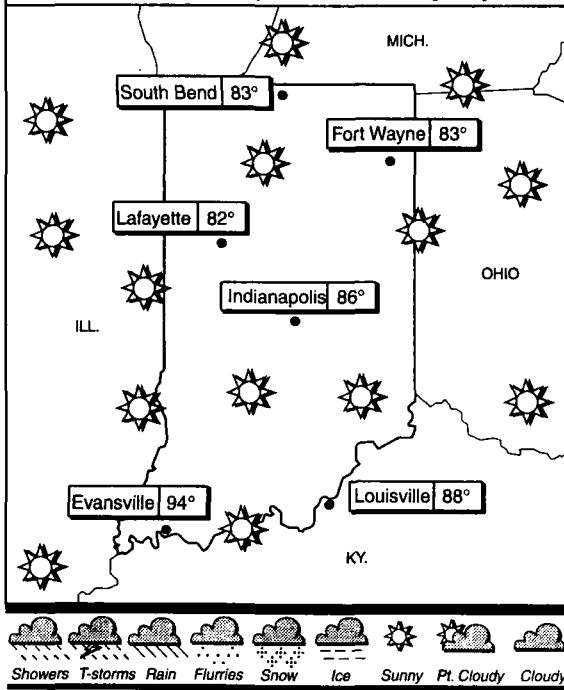 MICH.
South Bend 83°
Fort Wayne 83°
Lafayette 82°
OHIO
Indianapolis 86°
ILL.
Evansville 94°
Louisville 88°
KY.
Showers T-storms Rain Flurries Snow Ice Sunny Pt. Cloudy Cloudy